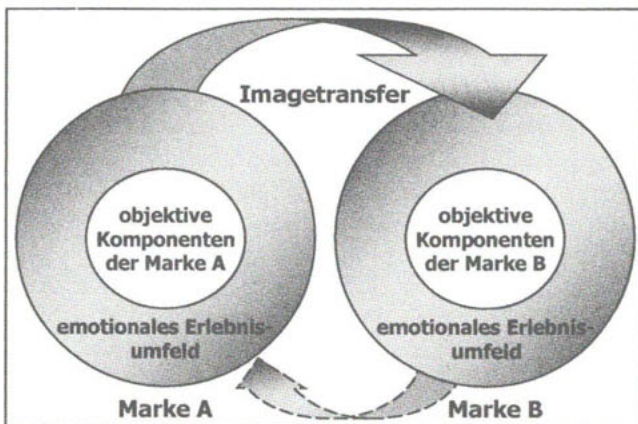 Imagetransfer
objektive
Komponenten
der Marke A
emotionales Erlebnis-
umfeld
Marke A
objektive
Komponenten
der Marke B
emotionales Erlebnis-
umfeld
Marke B